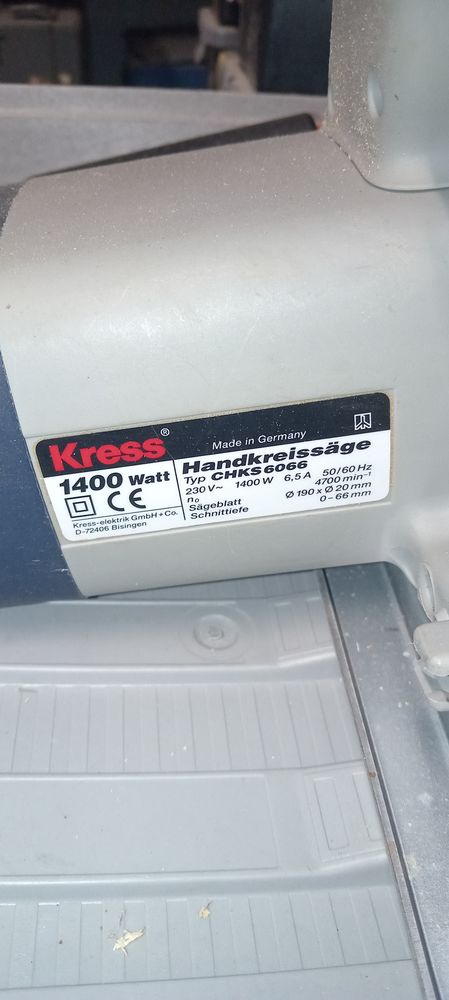 Kress®
1400 Watt
CE
Kress-elektrik GmbH + Co.
D-72406 Bisingen
Made in Germany
Handkreissäge
Typ CHKS 6066
230 V~ 1400 W 6,5 A 50/60 Hz
n₀ 4700 min⁻¹
Sägeblatt Ø 190 x Ø 20 mm
Schnittiefe 0–66 mm